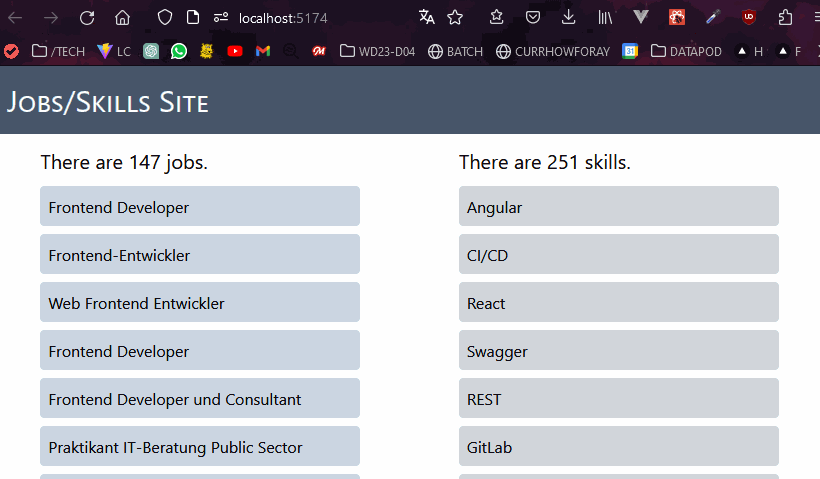 localhost:5174
/TECH
LC
WD23-D04
BATCH
CURRHOWFORAY
31
DATAPOD
H
F
Jobs/Skills Site
There are 147 jobs.
Frontend Developer
Frontend-Entwickler
Web Frontend Entwickler
Frontend Developer
Frontend Developer und Consultant
Praktikant IT-Beratung Public Sector
There are 251 skills.
Angular
CI/CD
React
Swagger
REST
GitLab